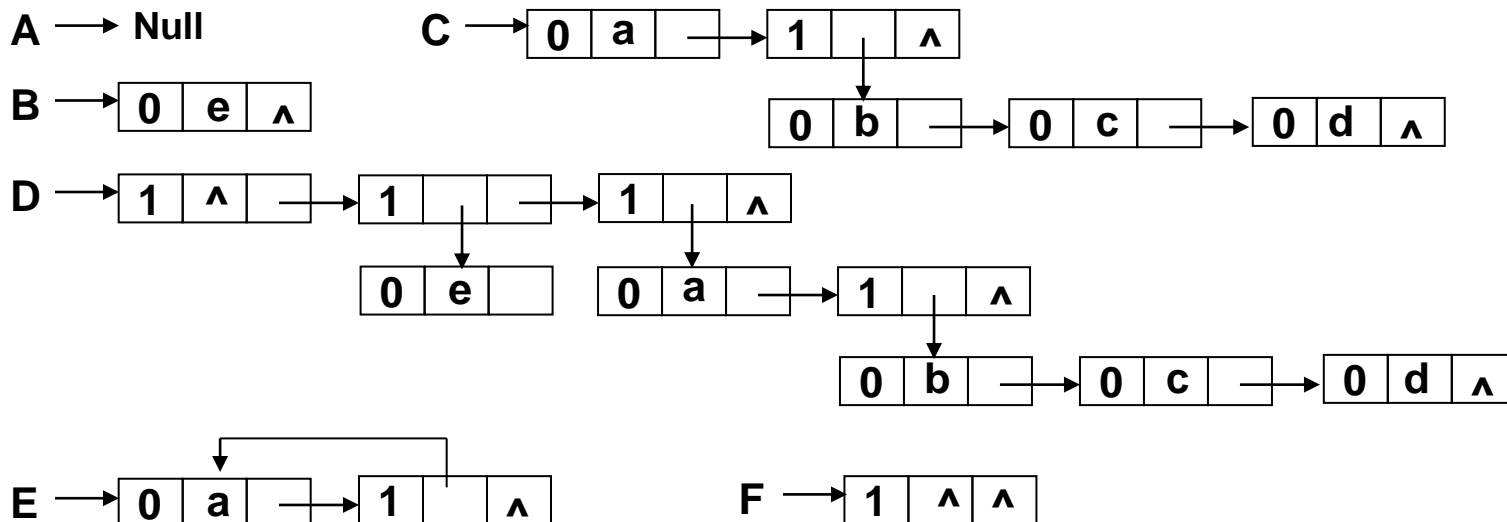 A Null C 0 a 1 ^
B 0 e ^ 0 b 0 c 0 d ^
D 1 ^ 1 1 ^
0 e 0 a 1 ^
0 b 0 c 0 d ^
E 0 a 1 ^ F 1 ^ ^